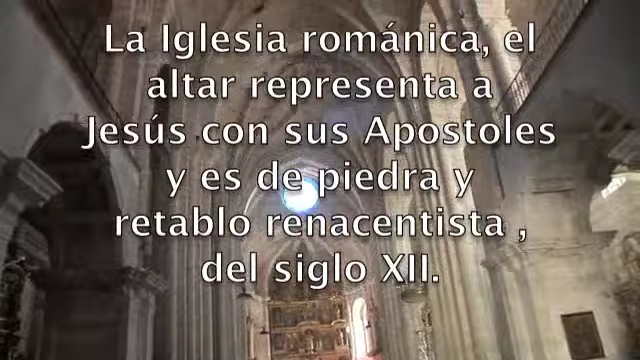 La Iglesia románica, el
altar representa a
Jesús con sus Apostoles
y es de piedra y
retablo renacentista ,
del siglo XII.